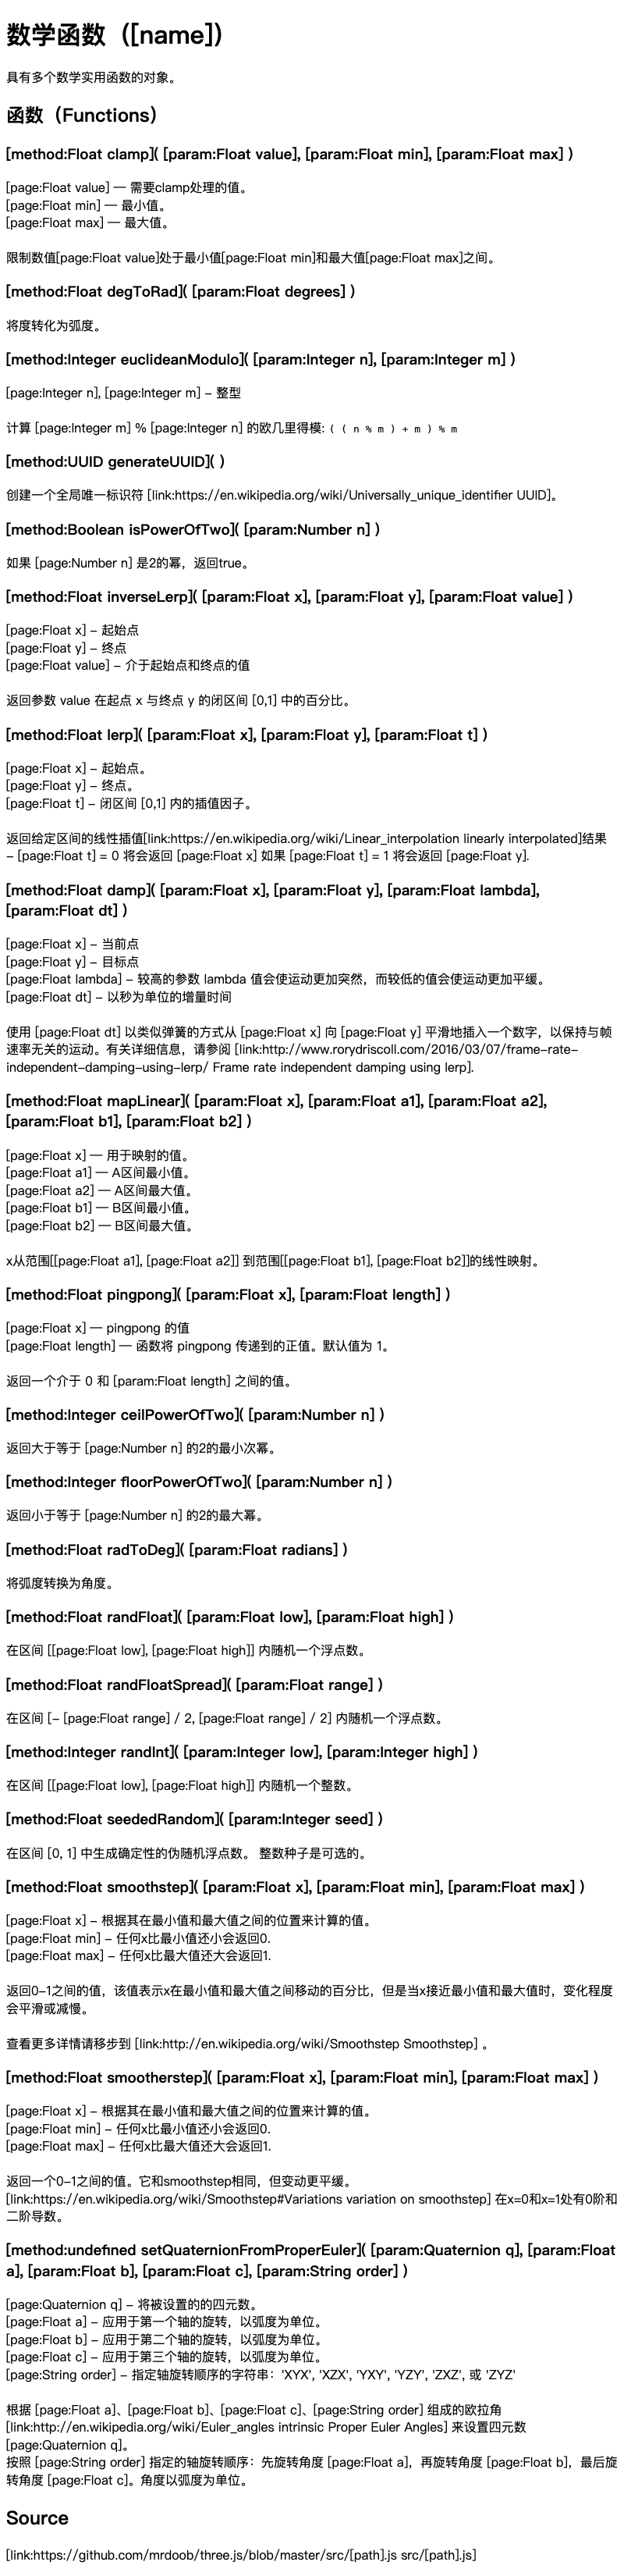 数学函数（[name]）
具有多个数学实用函数的对象。
函数（Functions）
[method:Float clamp]( [param:Float value], [param:Float min], [param:Float max] )
[page:Float value] — 需要clamp处理的值。
[page:Float min] — 最小值。
[page:Float max] — 最大值。
限制数值[page:Float value]处于最小值[page:Float min]和最大值[page:Float max]之间。
[method:Float degToRad]( [param:Float degrees] )
将度转化为弧度。
[method:Integer euclideanModulo]( [param:Integer n], [param:Integer m] )
[page:Integer n], [page:Integer m] - 整型
计算 [page:Integer m] % [page:Integer n] 的欧几里得模: ( ( n % m ) + m ) % m
[method:UUID generateUUID]( )
创建一个全局唯一标识符 [link:https://en.wikipedia.org/wiki/Universally_unique_identifier UUID]。
[method:Boolean isPowerOfTwo]( [param:Number n] )
如果 [page:Number n] 是2的幂，返回true。
[method:Float inverseLerp]( [param:Float x], [param:Float y], [param:Float value] )
[page:Float x] - 起始点
[page:Float y] - 终点
[page:Float value] - 介于起始点和终点的值
返回参数 value 在起点 x 与终点 y 的闭区间 [0,1] 中的百分比。
[method:Float lerp]( [param:Float x], [param:Float y], [param:Float t] )
[page:Float x] - 起始点。
[page:Float y] - 终点。
[page:Float t] - 闭区间 [0,1] 内的插值因子。
返回给定区间的线性插值[link:https://en.wikipedia.org/wiki/Linear_interpolation linearly interpolated]结果
- [page:Float t] = 0 将会返回 [page:Float x] 如果 [page:Float t] = 1 将会返回 [page:Float y].
[method:Float damp]( [param:Float x], [param:Float y], [param:Float lambda],
[param:Float dt] )
[page:Float x] - 当前点
[page:Float y] - 目标点
[page:Float lambda] - 较高的参数 lambda 值会使运动更加突然，而较低的值会使运动更加平缓。
[page:Float dt] - 以秒为单位的增量时间
使用 [page:Float dt] 以类似弹簧的方式从 [page:Float x] 向 [page:Float y] 平滑地插入一个数字，以保持与帧
速率无关的运动。有关详细信息，请参阅 [link:http://www.rorydriscoll.com/2016/03/07/frame-rate-
independent-damping-using-lerp/ Frame rate independent damping using lerp].
[method:Float mapLinear]( [param:Float x], [param:Float a1], [param:Float a2],
[param:Float b1], [param:Float b2] )
[page:Float x] — 用于映射的值。
[page:Float a1] — A区间最小值。
[page:Float a2] — A区间最大值。
[page:Float b1] — B区间最小值。
[page:Float b2] — B区间最大值。
x从范围[[page:Float a1], [page:Float a2]] 到范围[[page:Float b1], [page:Float b2]]的线性映射。
[method:Float pingpong]( [param:Float x], [param:Float length] )
[page:Float x] — pingpong 的值
[page:Float length] — 函数将 pingpong 传递到的正值。默认值为 1。
返回一个介于 0 和 [param:Float length] 之间的值。
[method:Integer ceilPowerOfTwo]( [param:Number n] )
返回大于等于 [page:Number n] 的2的最小次幂。
[method:Integer floorPowerOfTwo]( [param:Number n] )
返回小于等于 [page:Number n] 的2的最大幂。
[method:Float radToDeg]( [param:Float radians] )
将弧度转换为角度。
[method:Float randFloat]( [param:Float low], [param:Float high] )
在区间 [[page:Float low], [page:Float high]] 内随机一个浮点数。
[method:Float randFloatSpread]( [param:Float range] )
在区间 [- [page:Float range] / 2, [page:Float range] / 2] 内随机一个浮点数。
[method:Integer randInt]( [param:Integer low], [param:Integer high] )
在区间 [[page:Float low], [page:Float high]] 内随机一个整数。
[method:Float seededRandom]( [param:Integer seed] )
在区间 [0, 1] 中生成确定性的伪随机浮点数。 整数种子是可选的。
[method:Float smoothstep]( [param:Float x], [param:Float min], [param:Float max] )
[page:Float x] - 根据其在最小值和最大值之间的位置来计算的值。
[page:Float min] - 任何x比最小值还小会返回0.
[page:Float max] - 任何x比最大值还大会返回1.
返回0-1之间的值，该值表示x在最小值和最大值之间移动的百分比，但是当x接近最小值和最大值时，变化程度
会平滑或减慢。
查看更多详情请移步到 [link:http://en.wikipedia.org/wiki/Smoothstep Smoothstep] 。
[method:Float smootherstep]( [param:Float x], [param:Float min], [param:Float max] )
[page:Float x] - 根据其在最小值和最大值之间的位置来计算的值。
[page:Float min] - 任何x比最小值还小会返回0.
[page:Float max] - 任何x比最大值还大会返回1.
返回一个0-1之间的值。它和smoothstep相同，但变动更平缓。
[link:https://en.wikipedia.org/wiki/Smoothstep#Variations variation on smoothstep] 在x=0和x=1处有0阶和
二阶导数。
[method:undefined setQuaternionFromProperEuler]( [param:Quaternion q], [param:Float
a], [param:Float b], [param:Float c], [param:String order] )
[page:Quaternion q] - 将被设置的的四元数。
[page:Float a] - 应用于第一个轴的旋转，以弧度为单位。
[page:Float b] - 应用于第二个轴的旋转，以弧度为单位。
[page:Float c] - 应用于第三个轴的旋转，以弧度为单位。
[page:String order] - 指定轴旋转顺序的字符串：'XYX', 'XZX', 'YXY', 'YZY', 'ZXZ', 或 'ZYZ'
根据 [page:Float a]、[page:Float b]、[page:Float c]、[page:String order] 组成的欧拉角
[link:http://en.wikipedia.org/wiki/Euler_angles intrinsic Proper Euler Angles] 来设置四元数
[page:Quaternion q]。
按照 [page:String order] 指定的轴旋转顺序：先旋转角度 [page:Float a]，再旋转角度 [page:Float b]，最后旋
转角度 [page:Float c]。角度以弧度为单位。
Source
[link:https://github.com/mrdoob/three.js/blob/master/src/[path].js src/[path].js]